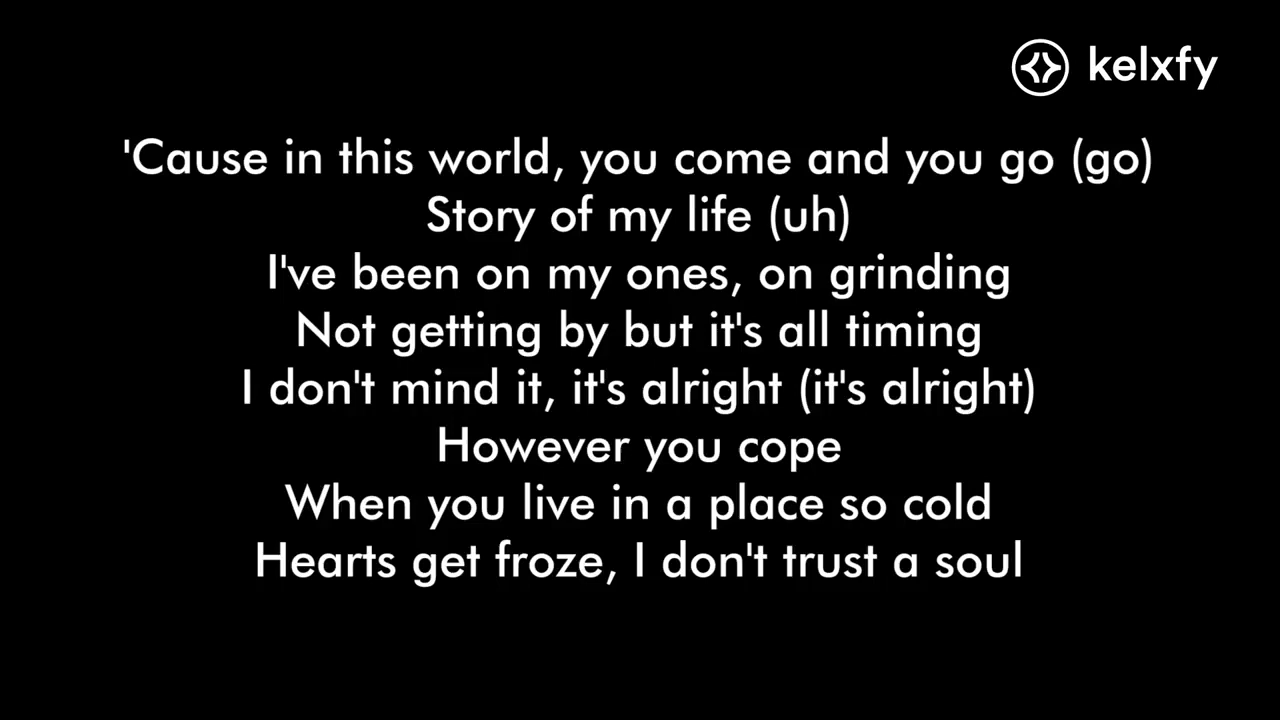 kelxfy
'Cause in this world, you come and you go (go)
Story of my life (uh)
I've been on my ones, on grinding
Not getting by but it's all timing
I don't mind it, it's alright (it's alright)
However you cope
When you live in a place so cold
Hearts get froze, I don't trust a soul